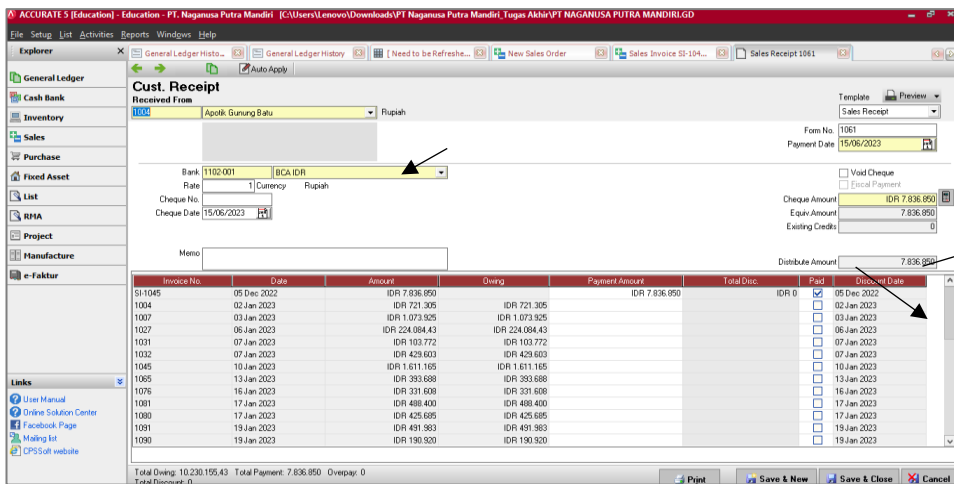 ACCURATE 5 [Education] - Education - PT. Naganusa Putra Mandiri [C:\Users\Lenovo\Downloads\PT Naganusa Putra Mandiri_Tugas Akhir\PT NAGANUSA PUTRA MANDIRI.GD
File Setup List Activities Reports Windows Help
Explorer X General Ledger Histo... General Ledger History [ Need to be Refreshe... New Sales Order Sales Invoice SI-104... Sales Receipt 1061
Auto Apply
General Ledger
Cash Bank
Inventory
Sales
Purchase
Fixed Asset
List
RMA
Project
Manufacture
e-Faktur
Links
User Manual
Online Solution Center
Facebook Page
Mailing list
CPSSoft website
Cust. Receipt
Received From
1004 Apotik Gunung Batu Rupiah
Template Preview
Sales Receipt
Form No. 1061
Payment Date 15/06/2023
Bank 1102-001 BCA IDR
Rate 1 Currency Rupiah
Cheque No.
Cheque Date 15/06/2023
Void Cheque
Fiscal Payment
Cheque Amount IDR 7.836.850
Equiv.Amount 7.836.850
Existing Credits 0
Memo
Distribute Amount 7.836.850
Invoice No. Date Amount Owing Payment Amount Total Disc. Paid Discount Date
SI-1045 05 Dec 2022 IDR 7.836.850 IDR 7.836.850 IDR 0 05 Dec 2022
1004 02 Jan 2023 IDR 721.305 IDR 721.305 02 Jan 2023
1007 03 Jan 2023 IDR 1.073.925 IDR 1.073.925 03 Jan 2023
1027 06 Jan 2023 IDR 224.084,43 IDR 224.084,43 06 Jan 2023
1031 07 Jan 2023 IDR 103.772 IDR 103.772 07 Jan 2023
1032 07 Jan 2023 IDR 429.603 IDR 429.603 07 Jan 2023
1045 10 Jan 2023 IDR 1.611.165 IDR 1.611.165 10 Jan 2023
1065 13 Jan 2023 IDR 393.688 IDR 393.688 13 Jan 2023
1076 16 Jan 2023 IDR 331.608 IDR 331.608 16 Jan 2023
1081 17 Jan 2023 IDR 488.400 IDR 488.400 17 Jan 2023
1080 17 Jan 2023 IDR 425.685 IDR 425.685 17 Jan 2023
1091 19 Jan 2023 IDR 491.983 IDR 491.983 19 Jan 2023
1090 19 Jan 2023 IDR 190.920 IDR 190.920 19 Jan 2023
Total Owing: 10.230.155,43 Total Payment: 7.836.850 Overpay: 0
Total Discount: 0
Print Save & New Save & Close Cancel